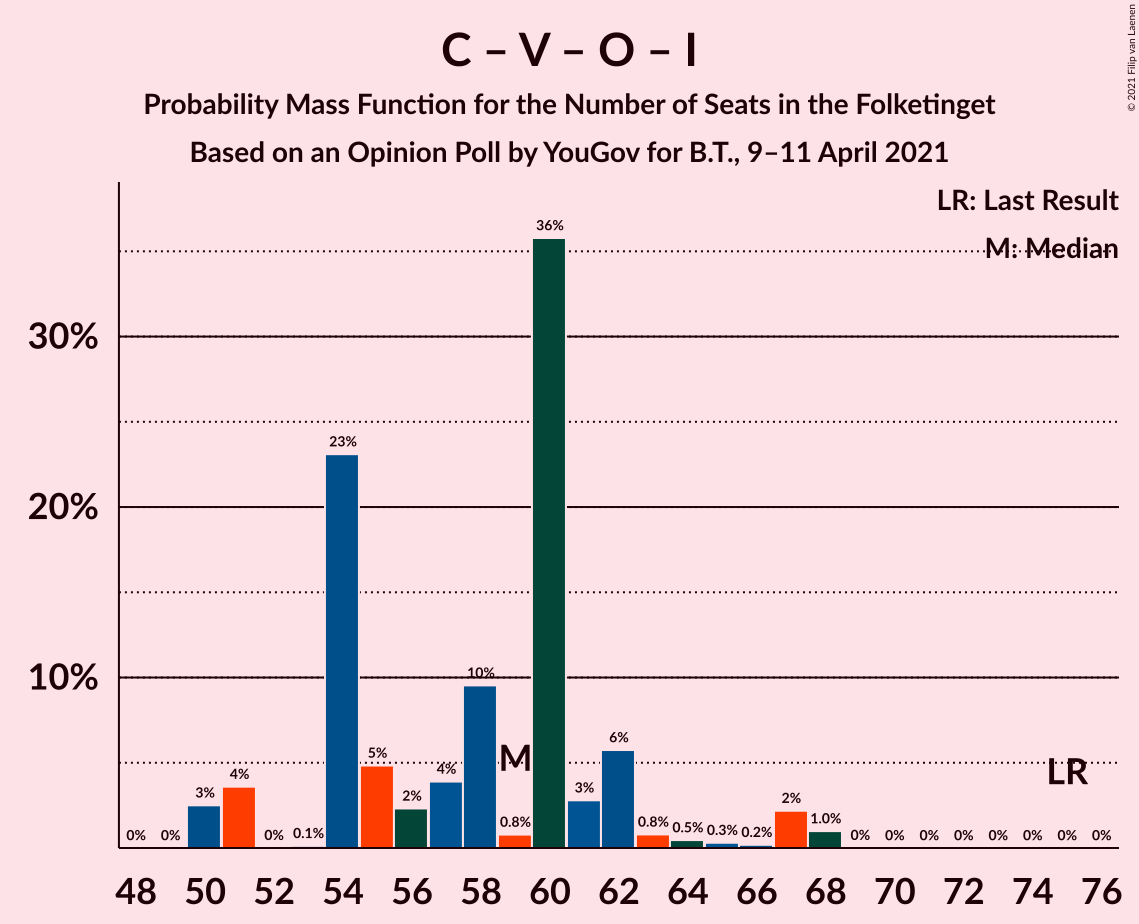 C – V – O – I
Probability Mass Function for the Number of Seats in the Folketinget
Based on an Opinion Poll by YouGov for B.T., 9–11 April 2021
© 2021 Filip van Laenen
LR: Last Result
M: Median
30%
20%
10%
0% 0% 3% 4% 0% 0.1% 23% 5% 2% 4% 10% 0.8% 36% 3% 6% 0.8% 0.5% 0.3% 0.2% 2% 1.0% 0% 0% 0% 0% 0% 0% 0% 0%
M
LR
48 50 52 54 56 58 60 62 64 66 68 70 72 74 76